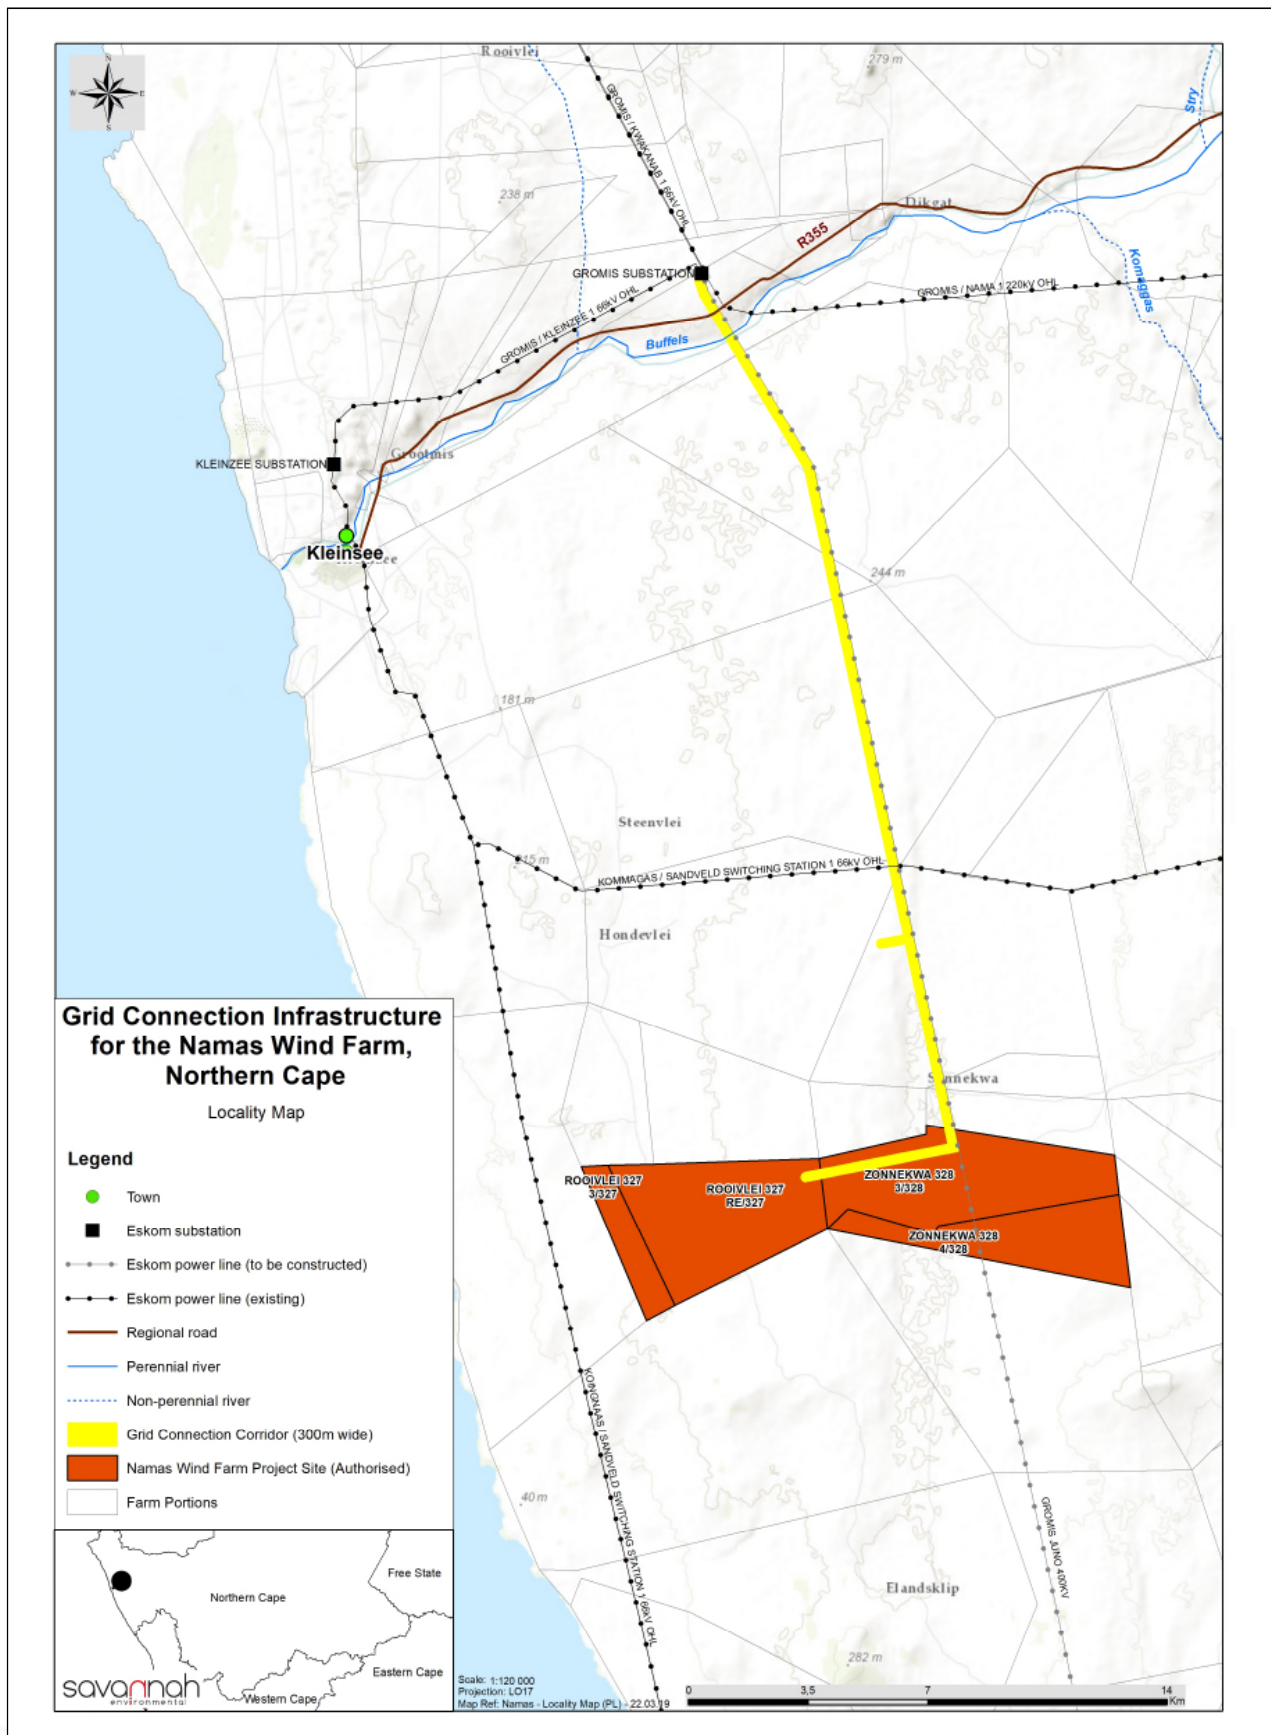 Rooivlei
279 m
N
W
E
S
GROMIS / KWAKANAB 1 66kV OHL
Stry
238 m
Dikgat
R355
Komaggas
GROMIS SUBSTATION
GROMIS / NAMA 1 220kV OHL
GROMIS / KLEINZEE 1 66kV OHL
Buffels
Grootmis
KLEINZEE SUBSTATION
Kleinsee
244 m
181 m
Steenvlei
215 m
KOMMAGAS / SANDVELD SWITCHING STATION 1 66kV OHL
Hondevlei
Grid Connection Infrastructure
for the Namas Wind Farm,
Northern Cape
Locality Map
Legend
Town
Eskom substation
Eskom power line (to be constructed)
Eskom power line (existing)
Regional road
Perennial river
Non-perennial river
Grid Connection Corridor (300m wide)
Namas Wind Farm Project Site (Authorised)
Farm Portions
ROOIVLEI 327
3/327
ROOIVLEI 327
RE/327
ZONNEKWA 328
3/328
ZONNEKWA 328
4/328
KOINGNAAS / SANDVELD SWITCHING STATION 1 66kV OHL
GROMIS JUNO 400KV
40 m
Elandsklip
282 m
Free State
Northern Cape
Eastern Cape
Western Cape
savannah
environmental
Scale: 1:120 000
Projection: LO17
Map Ref: Namas - Locality Map (PL) - 22.03.19
0 3,5 7 14
Km